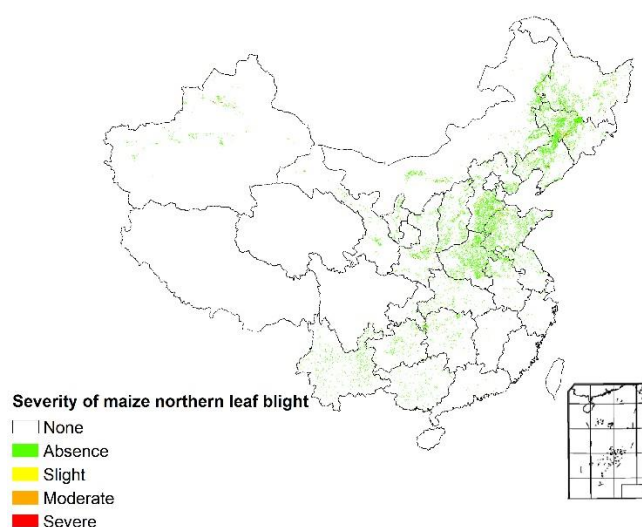 Severity of maize northern leaf blight
None
Absence
Slight
Moderate
Severe